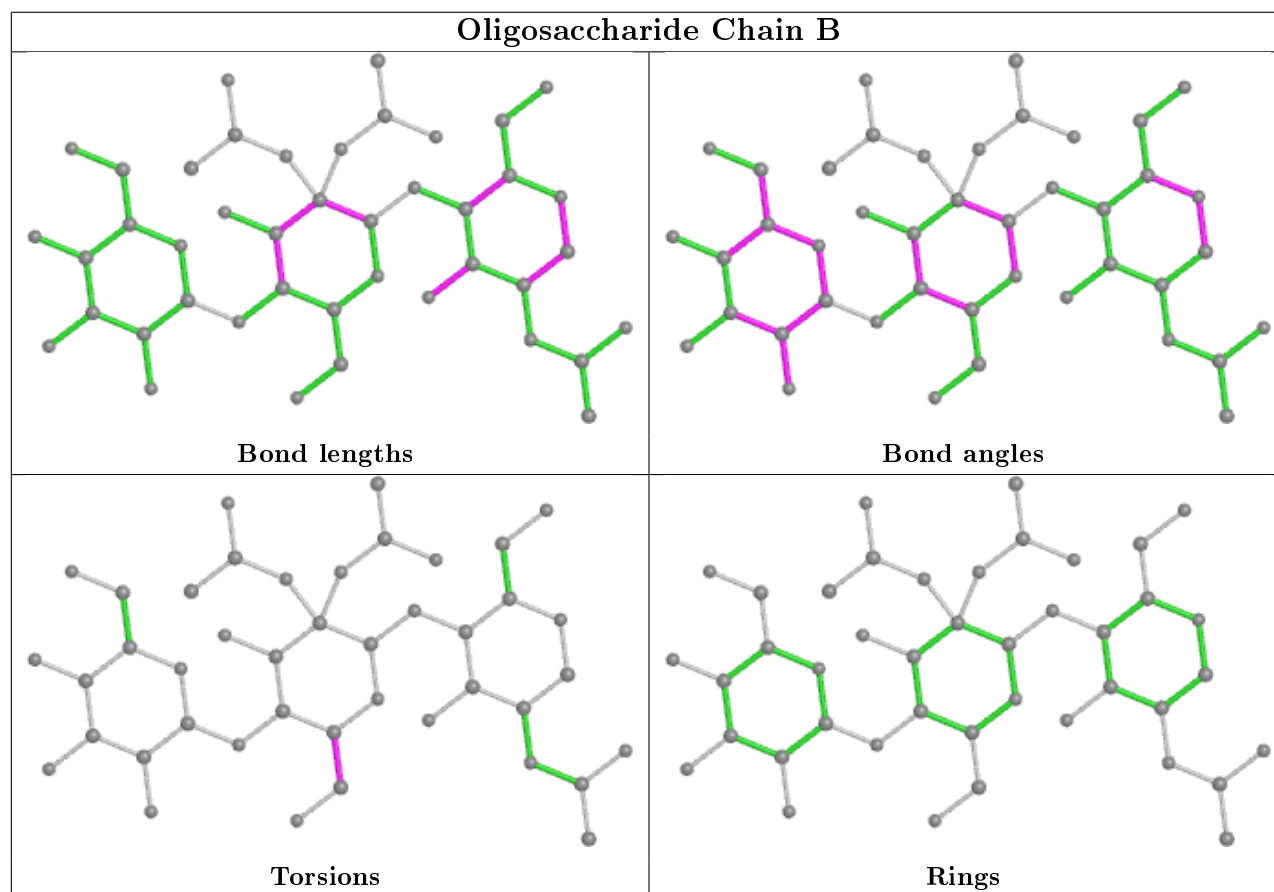 Oligosaccharide Chain B
Bond lengths
Bond angles
Torsions
Rings